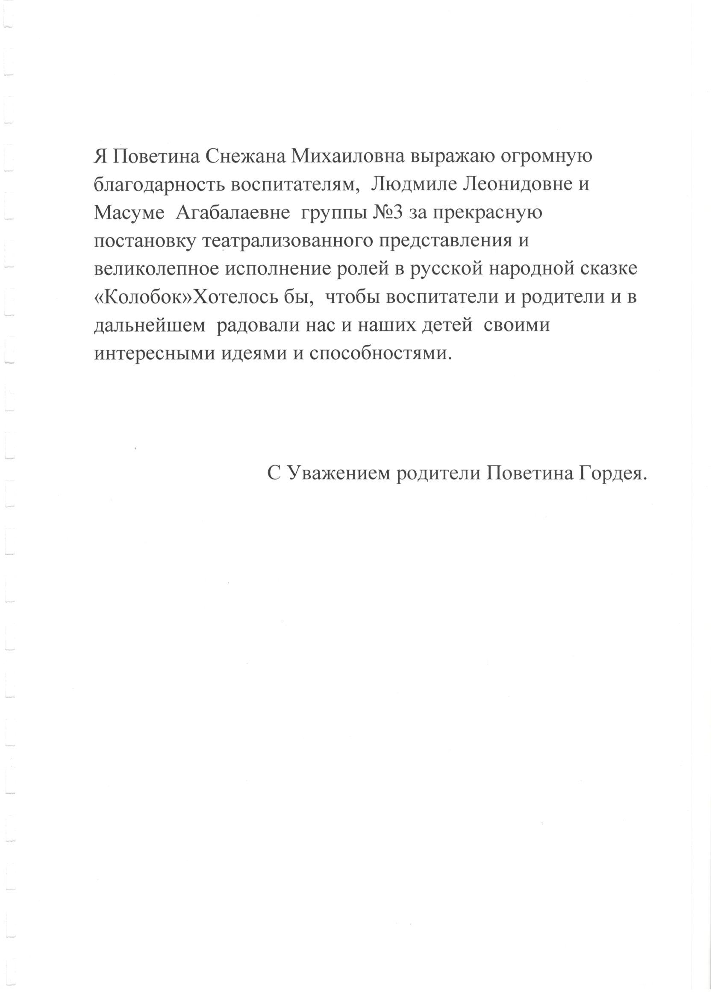 Я Поветина Снежана Михаиловна выражаю огромную
благодарность воспитателям,  Людмиле Леонидовне и
Масуме  Агабалаевне  группы №3 за прекрасную
постановку театрализованного представления и
великолепное исполнение ролей в русской народной сказке
«Колобок»Хотелось бы,  чтобы воспитатели и родители и в
дальнейшем  радовали нас и наших детей  своими
интересными идеями и способностями.
С Уважением родители Поветина Гордея.